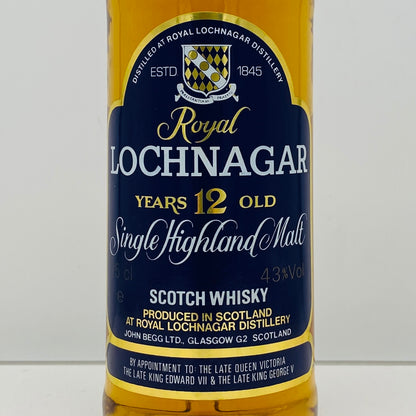 DISTILLED AT ROYAL LOCHNAGAR DISTILLERY
ESTD 1845
Royal
LOCHNAGAR
YEARS 12 OLD
Single Highland Malt
5 cl 43%Vol
e
SCOTCH WHISKY
PRODUCED IN SCOTLAND
AT ROYAL LOCHNAGAR DISTILLERY
JOHN BEGG LTD., GLASGOW G2 SCOTLAND
BY APPOINTMENT TO: THE LATE QUEEN VICTORIA
THE LATE KING EDWARD VII & THE LATE KING GEORGE V